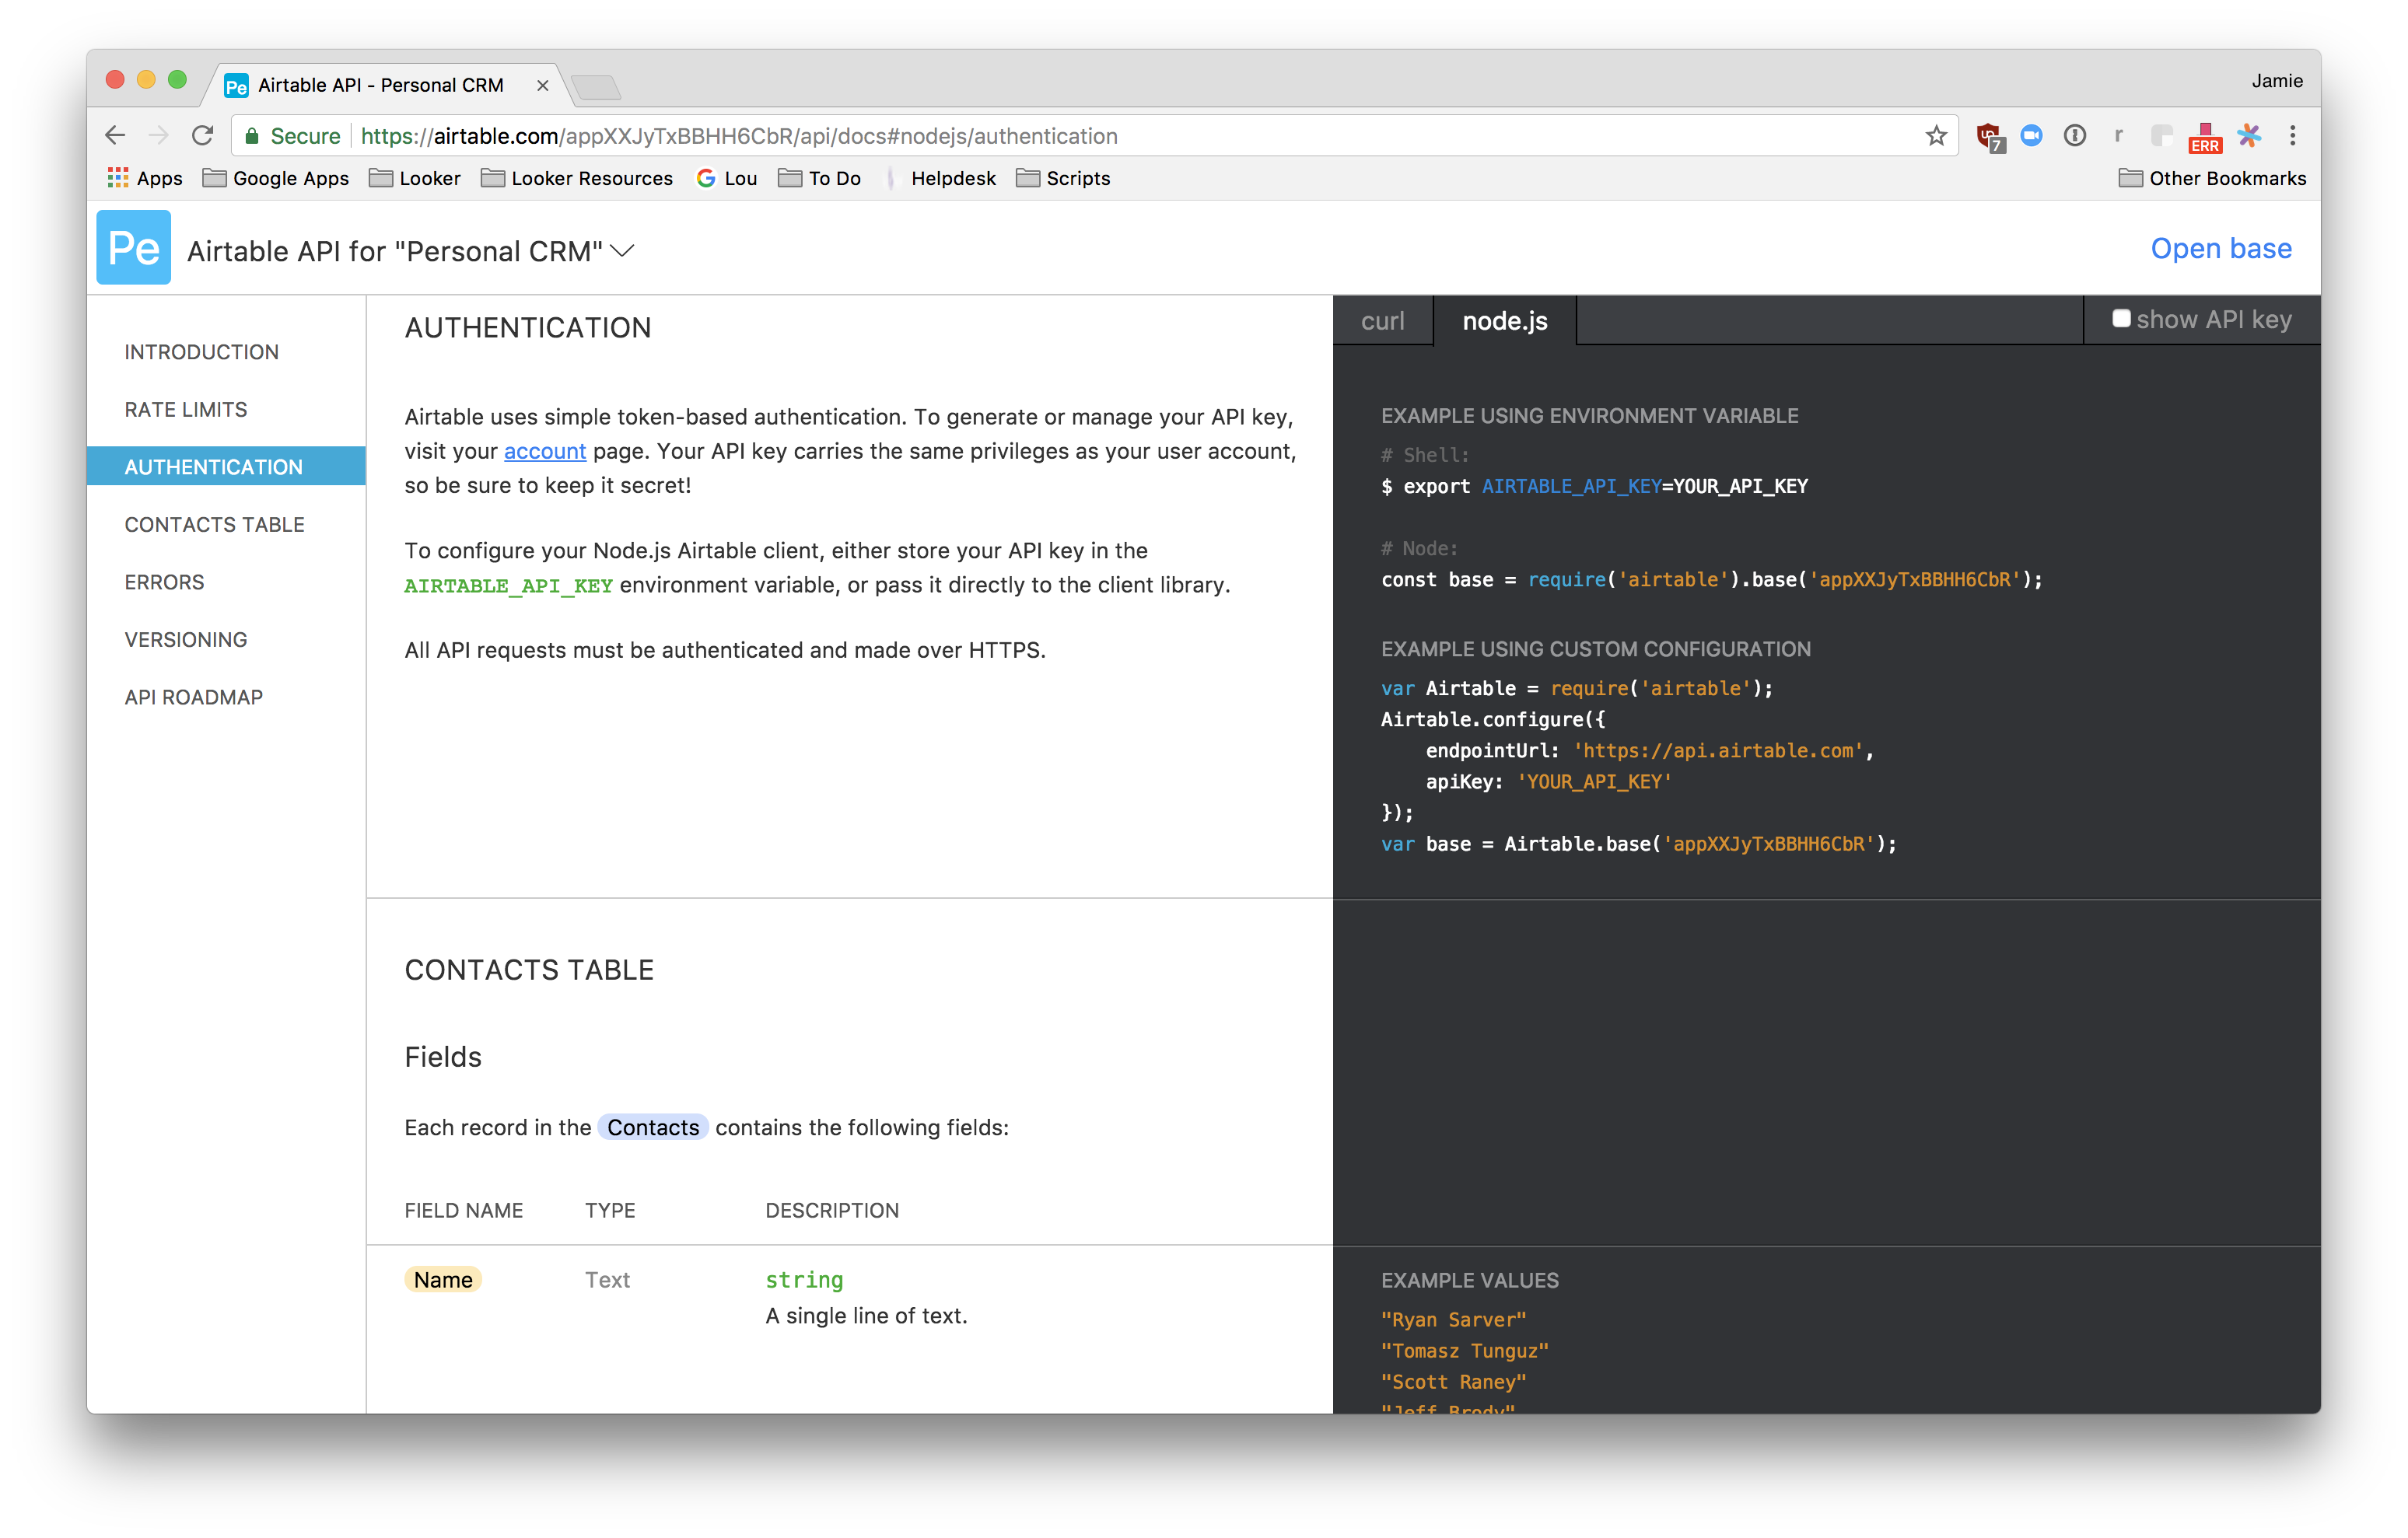 Pe Airtable API - Personal CRM
Jamie
Secure https://airtable.com/appXXJyTxBBHH6CbR/api/docs#nodejs/authentication
7
r
ERR
Apps Google Apps Looker Looker Resources Lou To Do Helpdesk Scripts Other Bookmarks
Pe Airtable API for "Personal CRM"
Open base
INTRODUCTION
RATE LIMITS
AUTHENTICATION
CONTACTS TABLE
ERRORS
VERSIONING
API ROADMAP
AUTHENTICATION
Airtable uses simple token-based authentication. To generate or manage your API key,
visit your account page. Your API key carries the same privileges as your user account,
so be sure to keep it secret!
To configure your Node.js Airtable client, either store your API key in the
AIRTABLE_API_KEY environment variable, or pass it directly to the client library.
All API requests must be authenticated and made over HTTPS.
curl node.js show API key
EXAMPLE USING ENVIRONMENT VARIABLE
# Shell:
$ export AIRTABLE_API_KEY=YOUR_API_KEY
# Node:
const base = require('airtable').base('appXXJyTxBBHH6CbR');
EXAMPLE USING CUSTOM CONFIGURATION
var Airtable = require('airtable');
Airtable.configure({
    endpointUrl: 'https://api.airtable.com',
    apiKey: 'YOUR_API_KEY'
});
var base = Airtable.base('appXXJyTxBBHH6CbR');
CONTACTS TABLE
Fields
Each record in the Contacts contains the following fields:
FIELD NAME TYPE DESCRIPTION
Name Text string
A single line of text.
EXAMPLE VALUES
"Ryan Sarver"
"Tomasz Tunguz"
"Scott Raney"
"Jeff Brody"